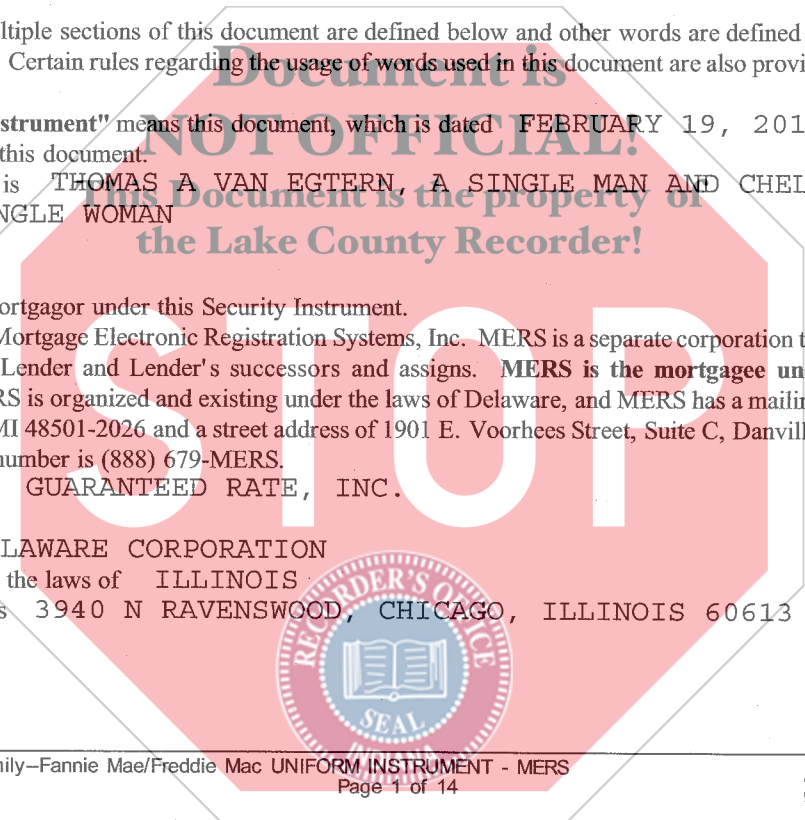 ltiple sections of this document are defined below and other words are defined
Certain rules regarding the usage of words used in this document are also provi
Document is
strument" means this document, which is dated FEBRUARY 19, 201
NOT OFFICIAL!
this document.
is THOMAS A VAN EGTERN, A SINGLE MAN AND CHEL
This Document is the property of
NGLE WOMAN
the Lake County Recorder!
ortgagor under this Security Instrument.
Mortgage Electronic Registration Systems, Inc. MERS is a separate corporation t
Lender and Lender's successors and assigns. MERS is the mortgagee un
RS is organized and existing under the laws of Delaware, and MERS has a mailin
MI 48501-2026 and a street address of 1901 E. Voorhees Street, Suite C, Danvill
number is (888) 679-MERS.
STOP
GUARANTEED RATE, INC.
LAWARE CORPORATION
the laws of ILLINOIS
s 3940 N RAVENSWOOD, CHICAGO, ILLINOIS 60613
RECORDER'S OFFICE
SEAL
INDIANA
mily--Fannie Mae/Freddie Mac UNIFORM INSTRUMENT - MERS
Page 1 of 14